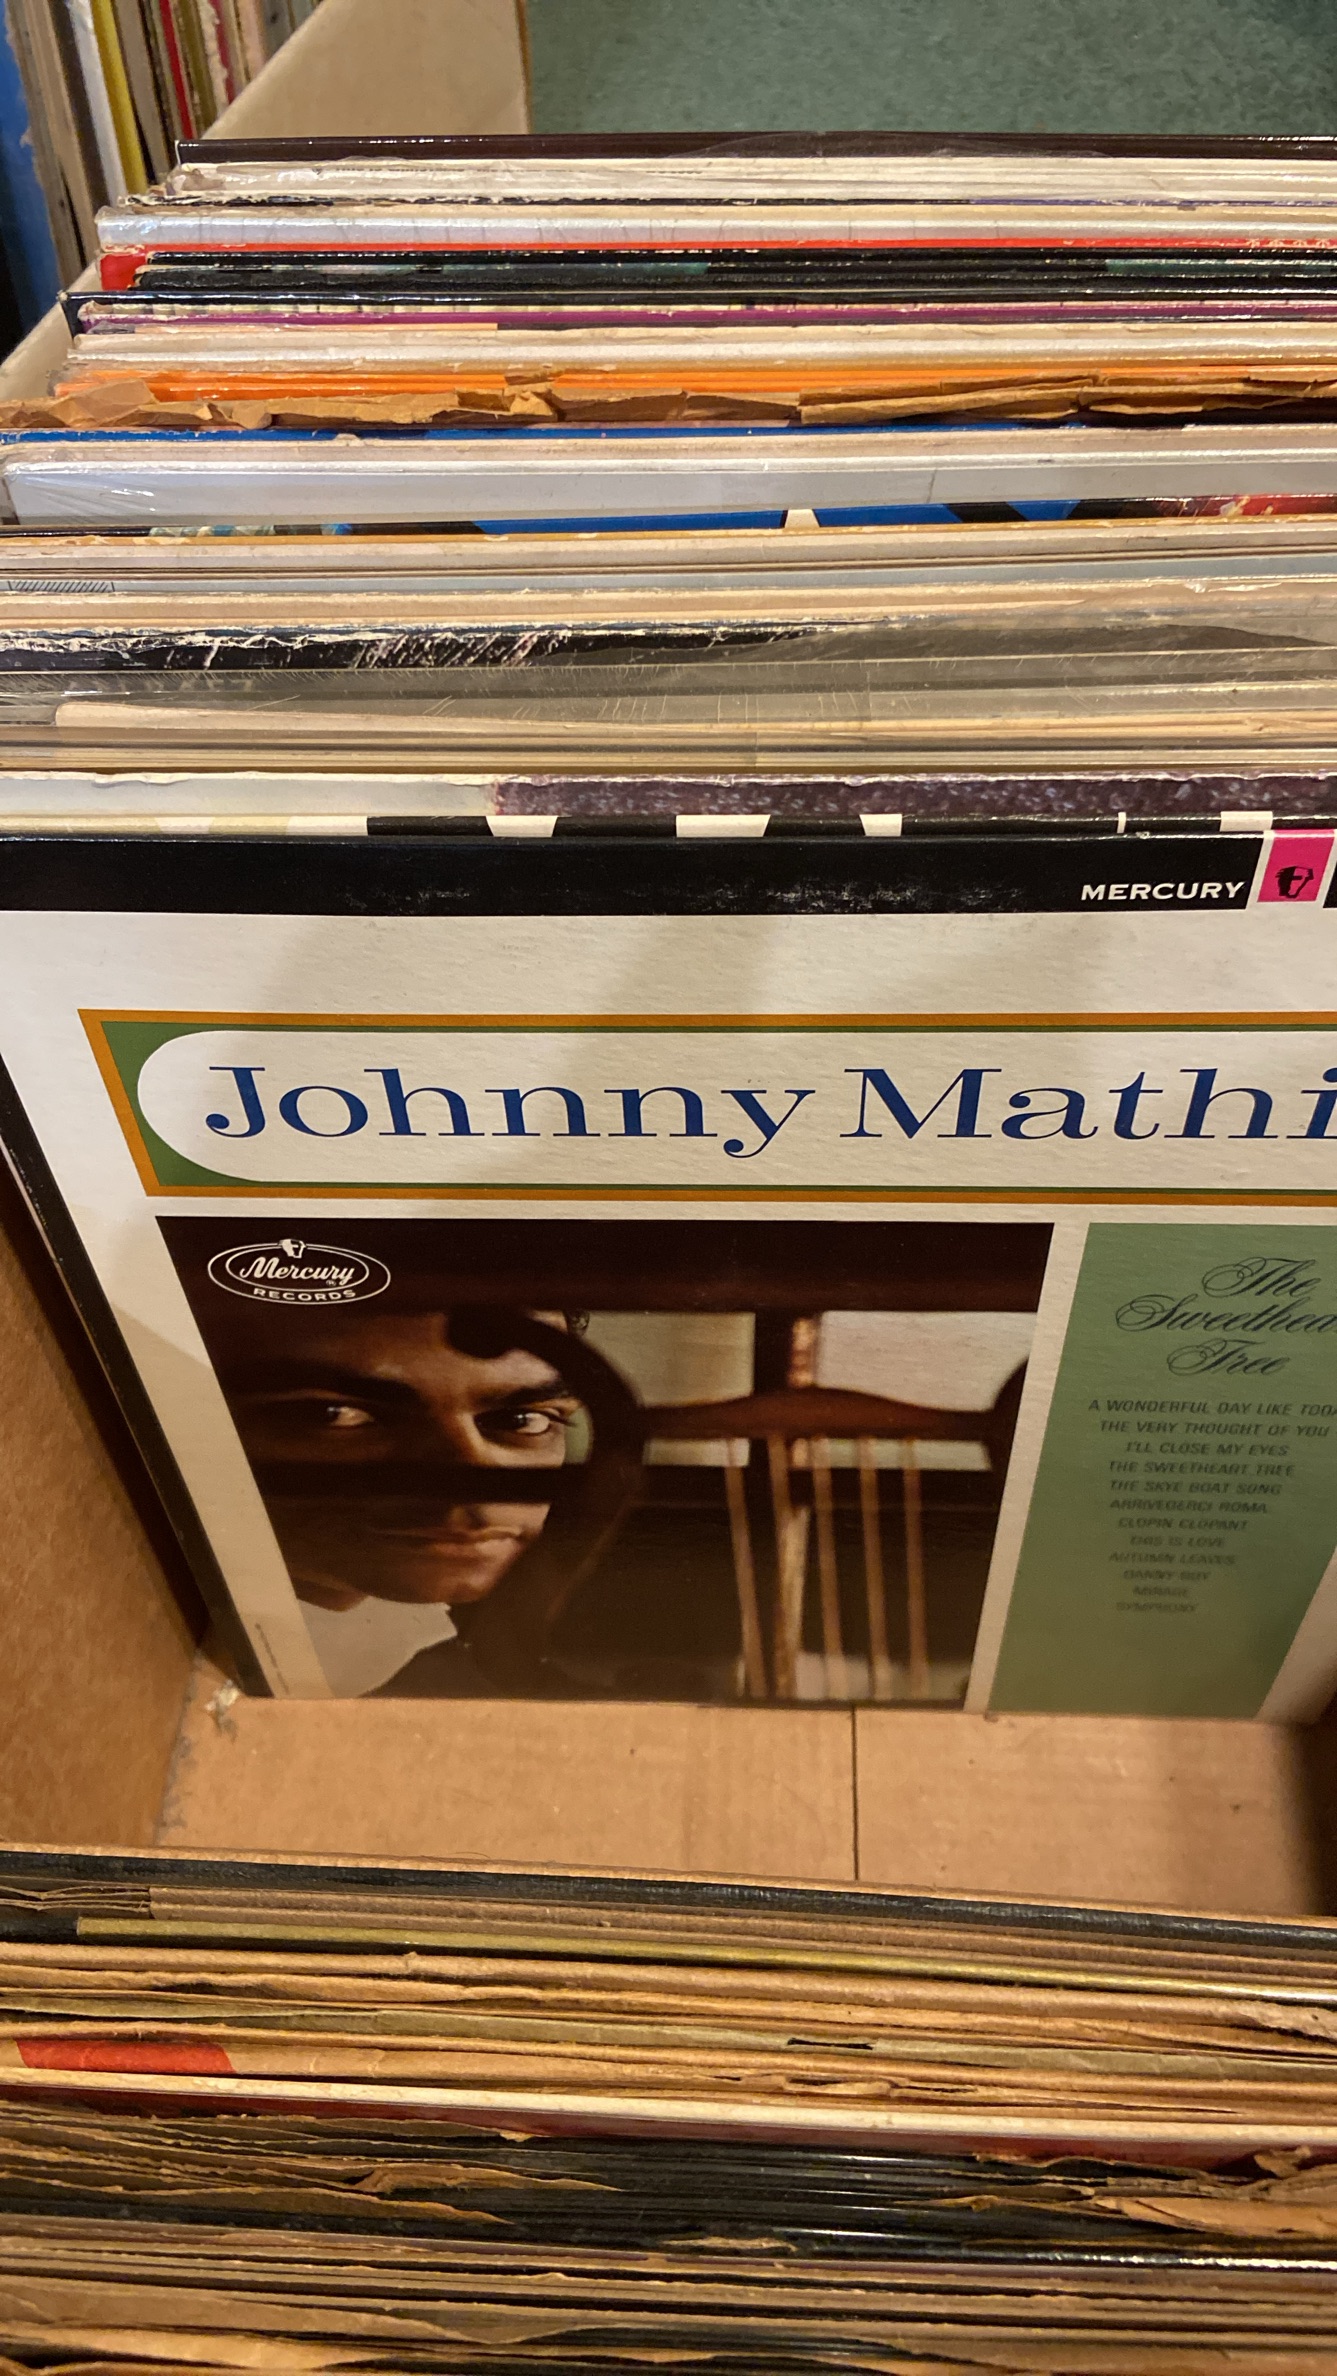 MERCURY
Johnny Mathi
Mercury
RECORDS
The
Sweethea
Tree
A WONDERFUL DAY LIKE TODA
THE VERY THOUGHT OF YOU
I'LL CLOSE MY EYES
THE SWEETHEART TREE
THE SKYE BOAT SONG
ARRIVEDERCI ROMA
CLOPIN CLOPANT
THIS IS LOVE
AUTUMN LEAVES
DANNY BOY
MIRAGE
SYMPHONY